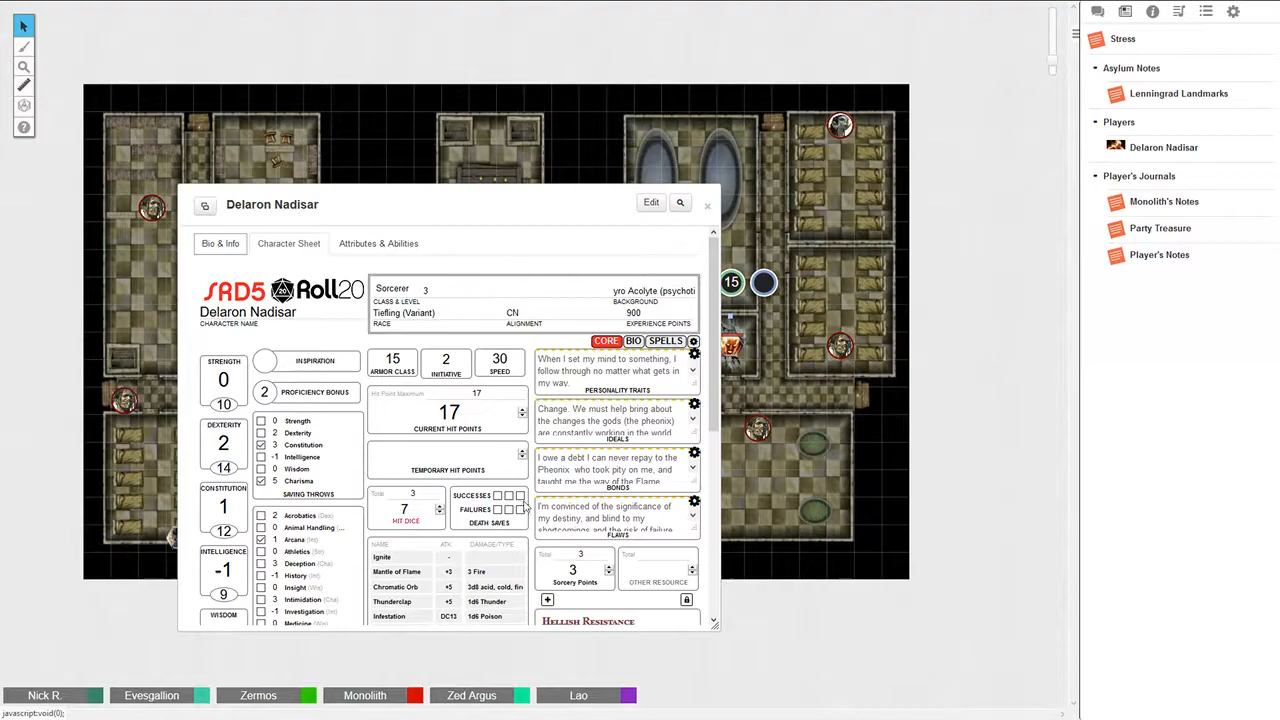 Stress
Asylum Notes
Lenningrad Landmarks
Players
Delaron Nadisar
Player's Journals
Monolith's Notes
Party Treasure
Player's Notes
Delaron Nadisar
Edit
Bio & Info
Character Sheet
Attributes & Abilities
SRD5 Roll20
Delaron Nadisar
CHARACTER NAME
Sorcerer 3
yro Acolyte (psychoti
CLASS & LEVEL
BACKGROUND
Tiefling (Variant)
CN
900
RACE
ALIGNMENT
EXPERIENCE POINTS
CORE
BIO
SPELLS
STRENGTH
0
10
DEXTERITY
2
14
CONSTITUTION
1
12
INTELLIGENCE
-1
9
WISDOM
INSPIRATION
2 PROFICIENCY BONUS
0 Strength
2 Dexterity
3 Constitution
-1 Intelligence
0 Wisdom
5 Charisma
SAVING THROWS
2 Acrobatics (Dex)
0 Animal Handling (...
1 Arcana (Int)
0 Athletics (Str)
3 Deception (Cha)
-1 History (Int)
0 Insight (Wis)
3 Intimidation (Cha)
-1 Investigation (Int)
0 Medicine (Wis)
15
ARMOR CLASS
2
INITIATIVE
30
SPEED
Hit Point Maximum 17
17
CURRENT HIT POINTS
TEMPORARY HIT POINTS
Total 3
7
HIT DICE
SUCCESSES
FAILURES
DEATH SAVES
NAME ATK DAMAGE/TYPE
Ignite -
Mantle of Flame +3 3 Fire
Chromatic Orb +5 3d8 acid, cold, fir
Thunderclap +5 1d6 Thunder
Infestation DC13 1d6 Poison
When I set my mind to something, I
follow through no matter what gets in
my way.
PERSONALITY TRAITS
Change. We must help bring about
the changes the gods (the pheonix)
are constantly working in the world
IDEALS
I owe a debt I can never repay to the
Pheonix who took pity on me, and
taught me the way of the Flame
BONDS
I'm convinced of the significance of
my destiny, and blind to my
shortcomings and the risk of failure
FLAWS
Total 3
3
Sorcery Points
Total
OTHER RESOURCE
+
HELLISH RESISTANCE
15
Nick R.
Evesgallion
Zermos
Monoliith
Zed Argus
Lao
javascript:void(0);